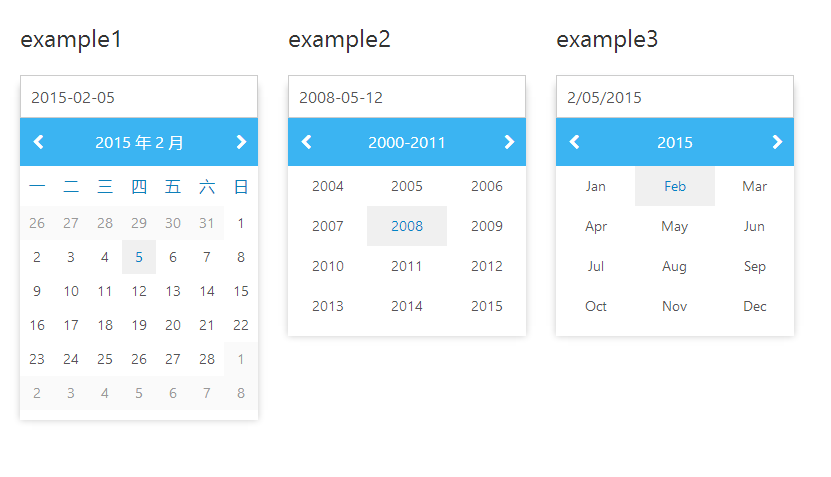 example1
2015-02-05
2015 年 2 月
一 二 三 四 五 六 日
26 27 28 29 30 31 1
2 3 4 5 6 7 8
9 10 11 12 13 14 15
16 17 18 19 20 21 22
23 24 25 26 27 28 1
2 3 4 5 6 7 8
example2
2008-05-12
2000-2011
2004 2005 2006
2007 2008 2009
2010 2011 2012
2013 2014 2015
example3
2/05/2015
2015
Jan Feb Mar
Apr May Jun
Jul Aug Sep
Oct Nov Dec